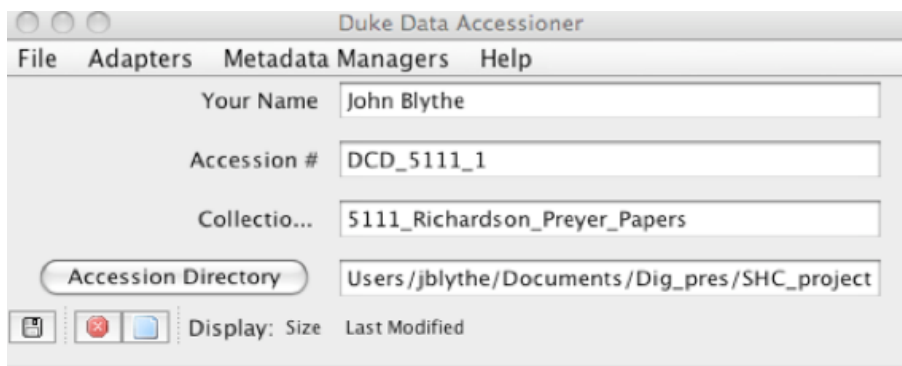 Duke Data Accessioner
File Adapters Metadata Managers Help
Your Name John Blythe
Accession # DCD_5111_1
Collectio... 5111_Richardson_Preyer_Papers
Accession Directory Users/jblythe/Documents/Dig_pres/SHC_project
Display: Size Last Modified